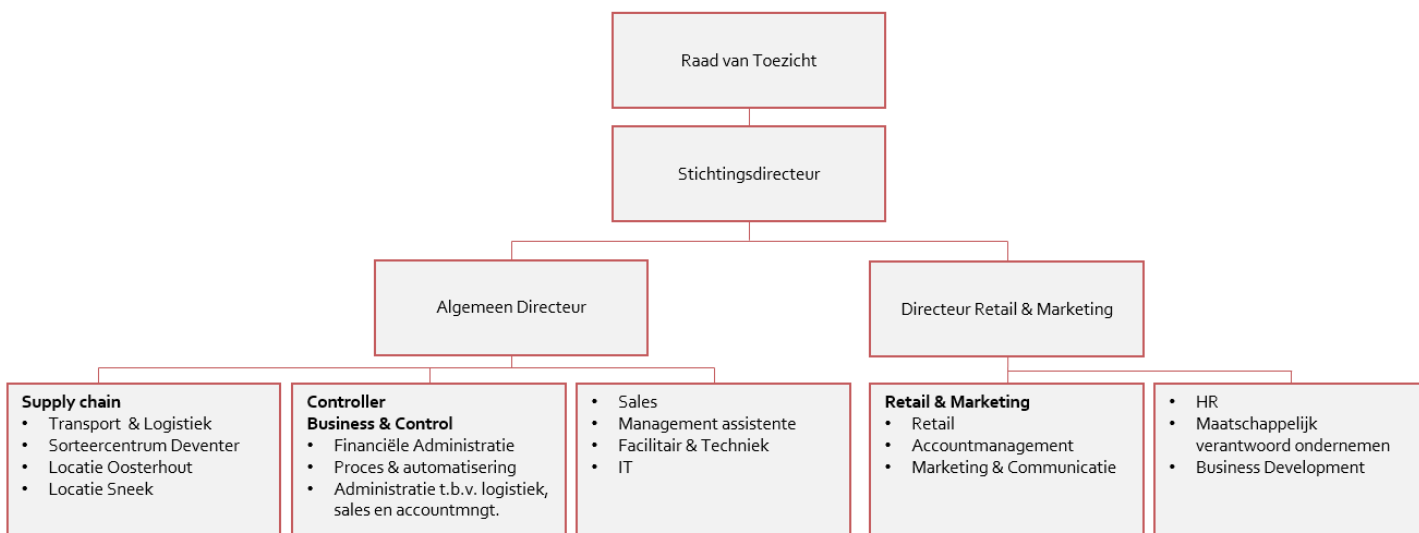 Raad van Toezicht
Stichtingsdirecteur
Algemeen Directeur
Directeur Retail & Marketing
Supply chain
• Transport & Logistiek
• Sorteercentrum Deventer
• Locatie Oosterhout
• Locatie Sneek
Controller
Business & Control
• Financiële Administratie
• Proces & automatisering
• Administratie t.b.v. logistiek,
sales en accountmngt.
• Sales
• Management assistente
• Facilitair & Techniek
• IT
Retail & Marketing
• Retail
• Accountmanagement
• Marketing & Communicatie
• HR
• Maatschappelijk
verantwoord ondernemen
• Business Development